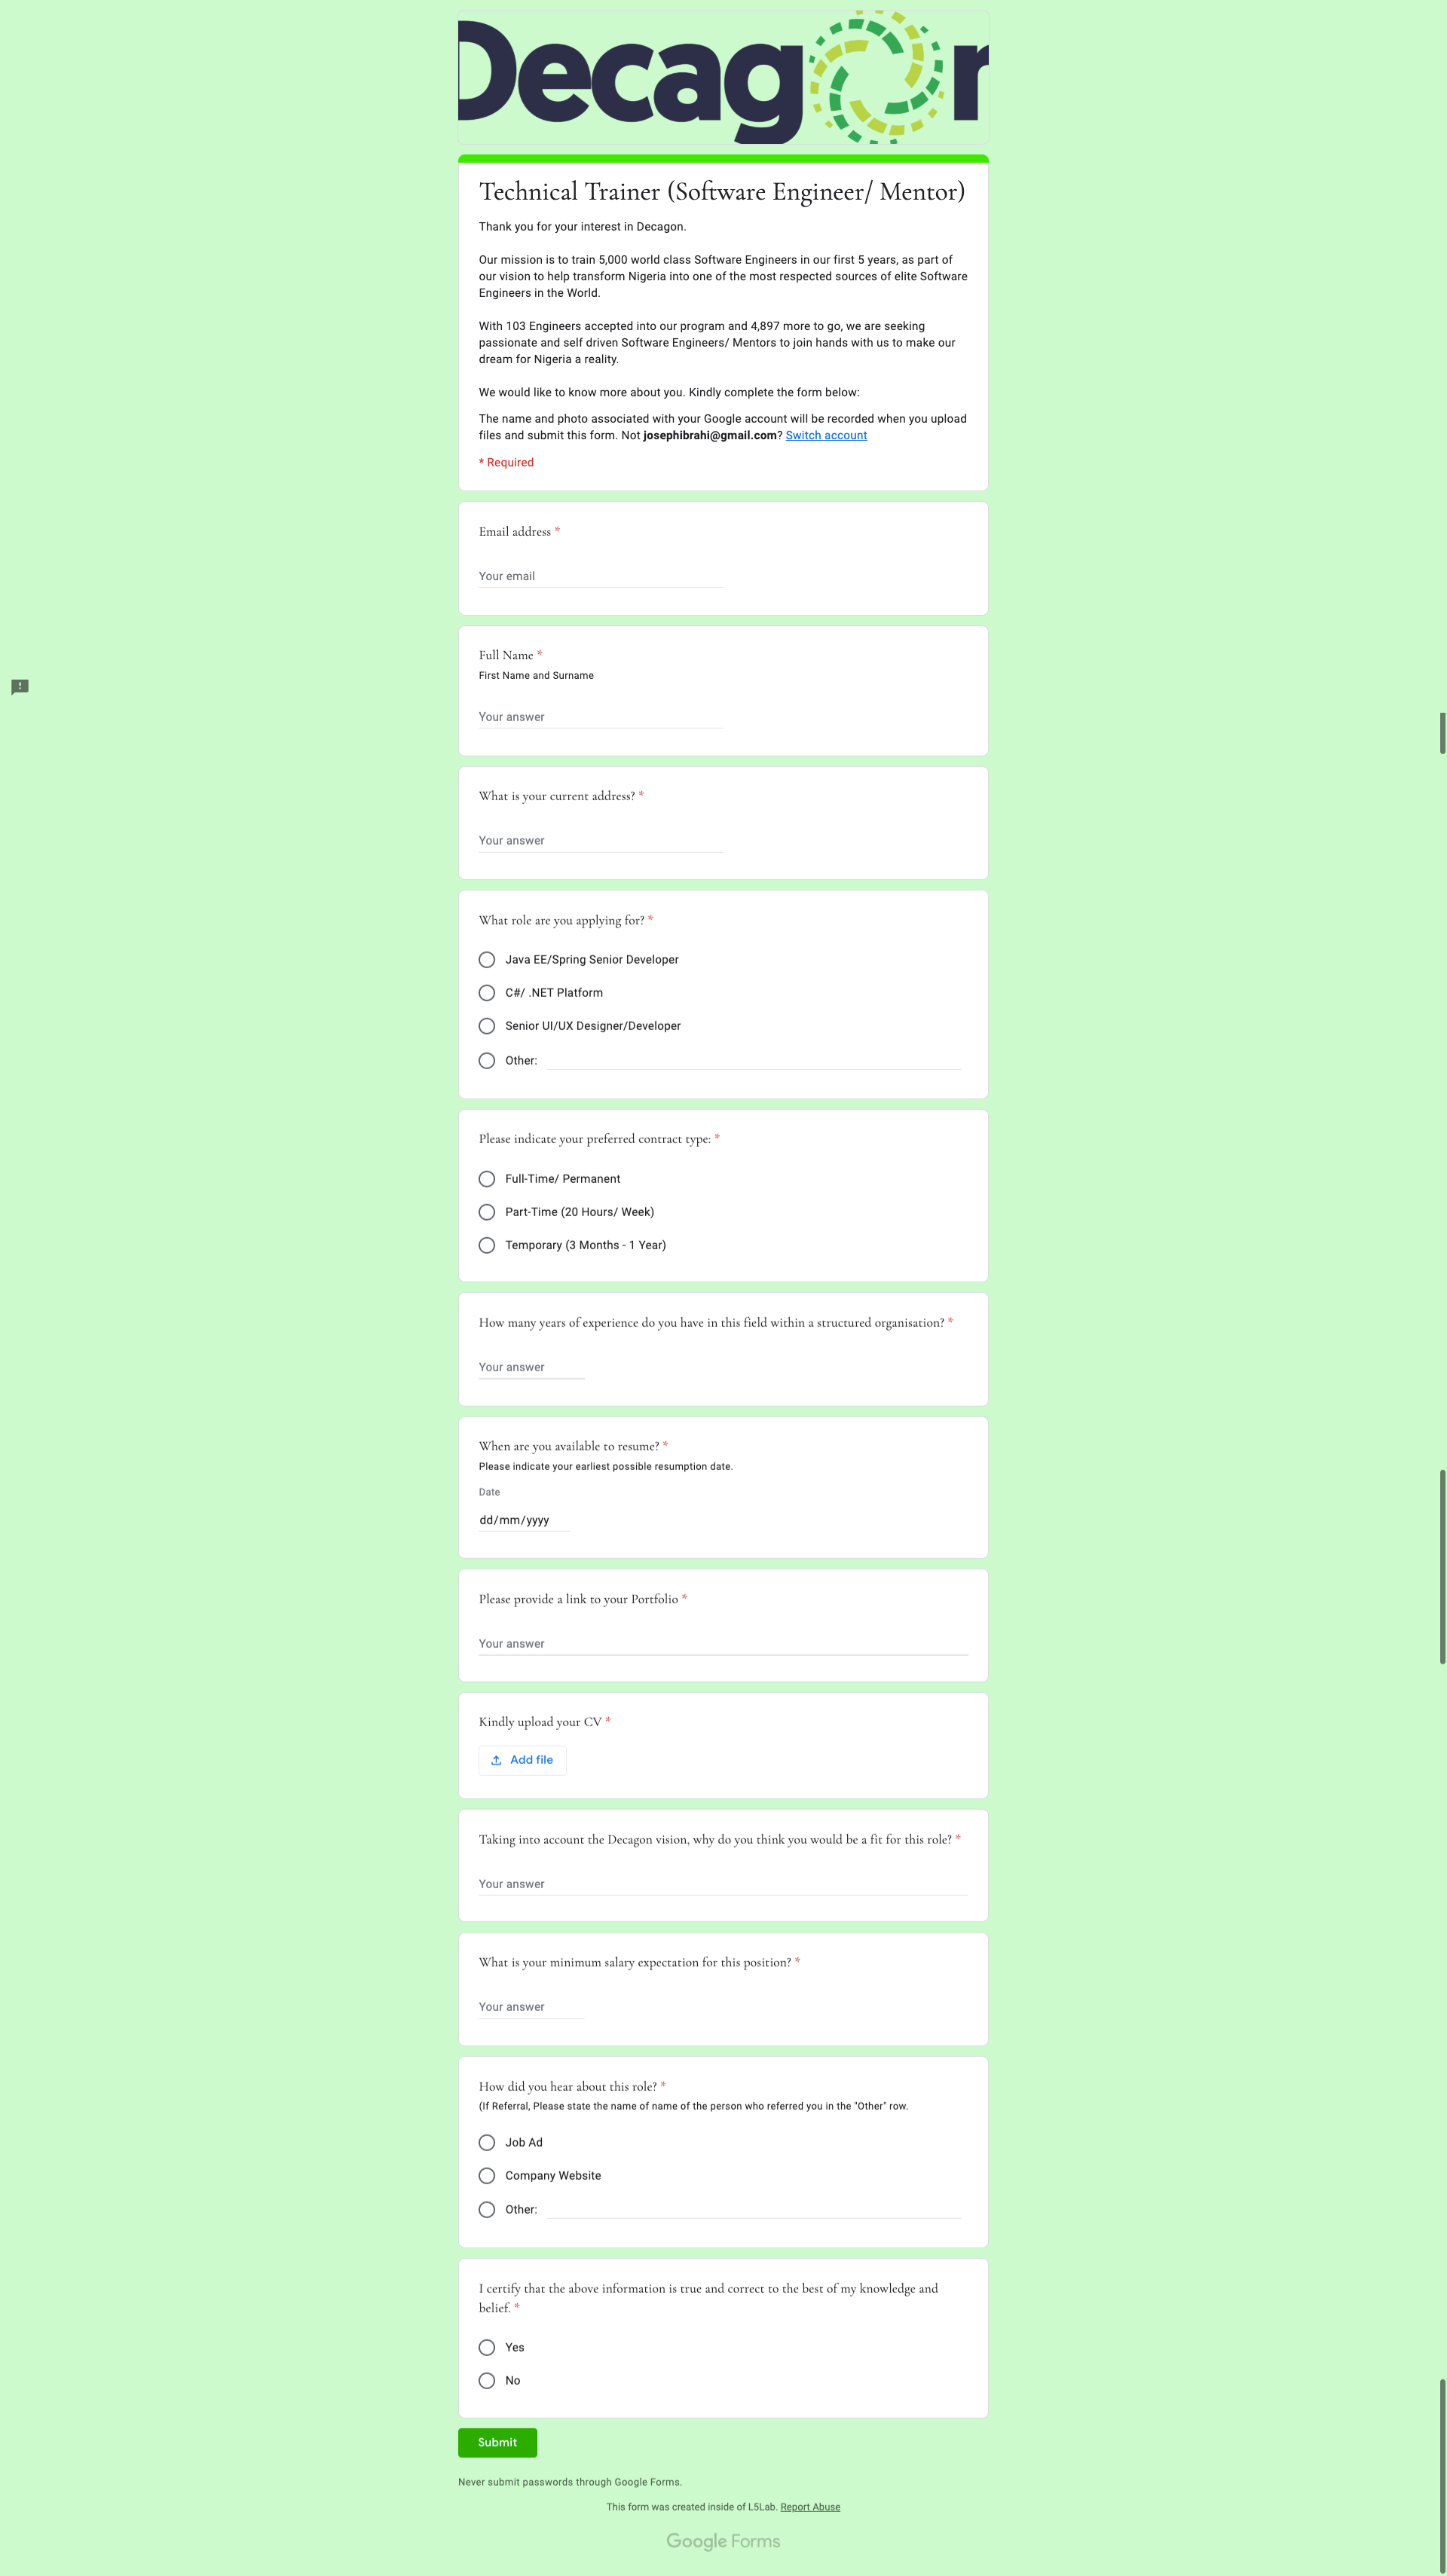 Decagon
Technical Trainer (Software Engineer/ Mentor)
Thank you for your interest in Decagon.
Our mission is to train 5,000 world class Software Engineers in our first 5 years, as part of
our vision to help transform Nigeria into one of the most respected sources of elite Software
Engineers in the World.
With 103 Engineers accepted into our program and 4,897 more to go, we are seeking
passionate and self driven Software Engineers/ Mentors to join hands with us to make our
dream for Nigeria a reality.
We would like to know more about you. Kindly complete the form below:
The name and photo associated with your Google account will be recorded when you upload
files and submit this form. Not josephibrahi@gmail.com? Switch account
* Required
Email address *
Your email
Full Name *
First Name and Surname
Your answer
What is your current address? *
Your answer
What role are you applying for? *
Java EE/Spring Senior Developer
C#/ .NET Platform
Senior UI/UX Designer/Developer
Other:
Please indicate your preferred contract type: *
Full-Time/ Permanent
Part-Time (20 Hours/ Week)
Temporary (3 Months - 1 Year)
How many years of experience do you have in this field within a structured organisation? *
Your answer
When are you available to resume? *
Please indicate your earliest possible resumption date.
Date
dd/mm/yyyy
Please provide a link to your Portfolio *
Your answer
Kindly upload your CV *
Add file
Taking into account the Decagon vision, why do you think you would be a fit for this role? *
Your answer
What is your minimum salary expectation for this position? *
Your answer
How did you hear about this role? *
(If Referral, Please state the name of name of the person who referred you in the "Other" row.
Job Ad
Company Website
Other:
I certify that the above information is true and correct to the best of my knowledge and
belief. *
Yes
No
Submit
Never submit passwords through Google Forms.
This form was created inside of L5Lab. Report Abuse
Google Forms